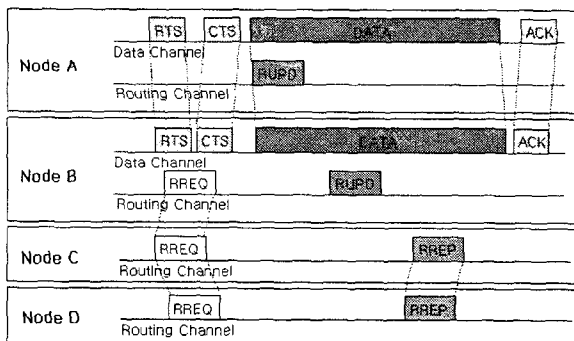 RTS CTS DATA ACK
Data Channel
Node A
RUPD
Routing Channel
RTS CTS DATA ACK
Data Channel
Node B
RREQ RUPD
Routing Channel
Node C
RREQ RREP
Routing Channel
Node D
RREQ RREP
Routing Channel